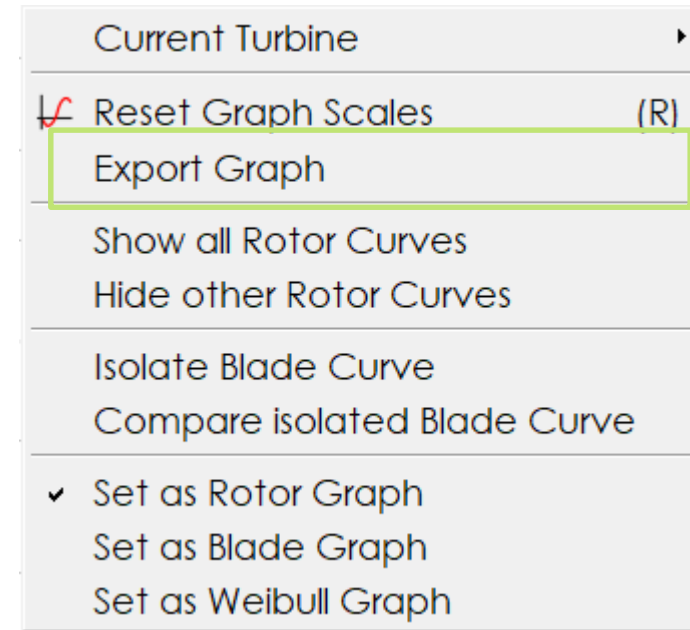 Current Turbine
Reset Graph Scales (R)
Export Graph
Show all Rotor Curves
Hide other Rotor Curves
Isolate Blade Curve
Compare isolated Blade Curve
Set as Rotor Graph
Set as Blade Graph
Set as Weibull Graph